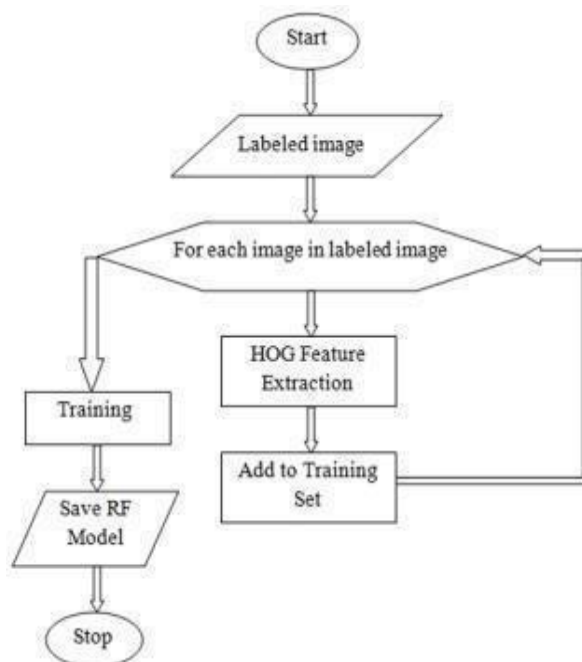 Start
Labeled image
For each image in labeled image
HOG Feature
Extraction
Training
Add to Training
Set
Save RF
Model
Stop